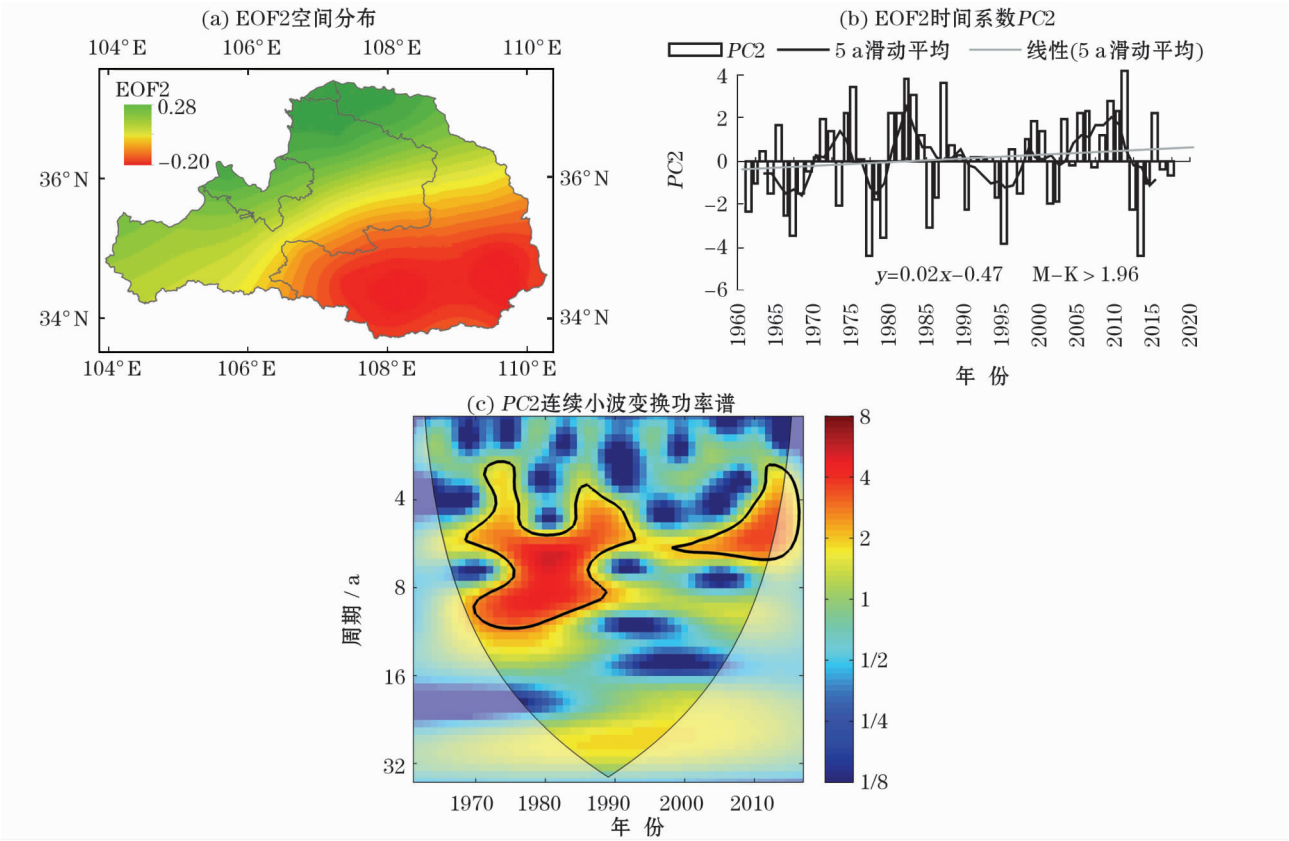 (a) EOF2空间分布
104°E 106°E 108°E 110°E
EOF2
0.28
−0.20
36°N 36°N
34°N 34°N
104°E 106°E 108°E 110°E
(b) EOF2时间系数PC2
PC2 5 a滑动平均 线性(5 a滑动平均)
4
2
0
−2
−4
−6
PC2
y=0.02x−0.47 M−K > 1.96
1960 1965 1970 1975 1980 1985 1990 1995 2000 2005 2010 2015 2020
年 份
(c) PC2连续小波变换功率谱
4
8
16
32
周期 / a
1970 1980 1990 2000 2010
年 份
8
4
2
1
1/2
1/4
1/8